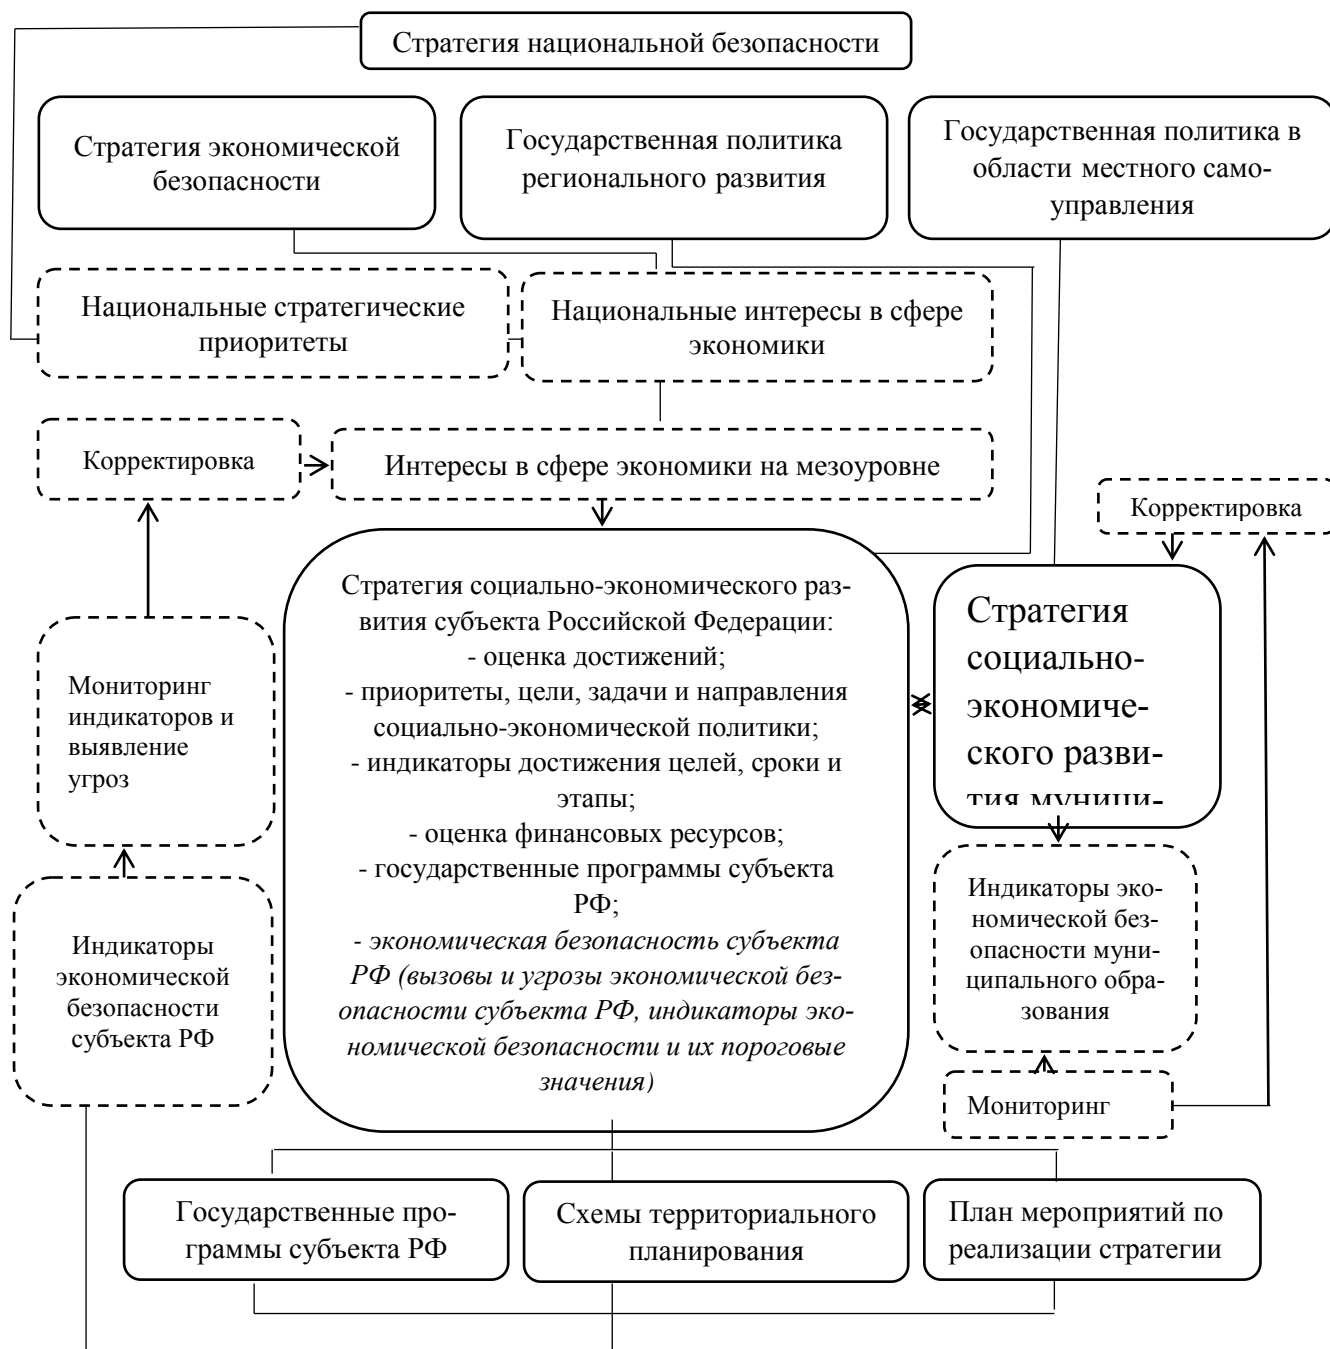 Стратегия национальной безопасности
Стратегия экономической
безопасности
Государственная политика
регионального развития
Государственная политика в
области местного само-
управления
Национальные стратегические
приоритеты
Национальные интересы в сфере
экономики
Корректировка
Интересы в сфере экономики на мезоуровне
Корректировка
Стратегия социально-экономического раз-
вития субъекта Российской Федерации:
- оценка достижений;
- приоритеты, цели, задачи и направления
социально-экономической политики;
- индикаторы достижения целей, сроки и
этапы;
- оценка финансовых ресурсов;
- государственные программы субъекта
РФ;
- экономическая безопасность субъекта
РФ (вызовы и угрозы экономической без-
опасности субъекта РФ, индикаторы эко-
номической безопасности и их пороговые
значения)
Стратегия
социально-
экономиче-
ского разви-
тия муници-
Мониторинг
индикаторов и
выявление
угроз
Индикаторы
экономической
безопасности
субъекта РФ
Индикаторы эко-
номической без-
опасности муни-
ципального обра-
зования
Мониторинг
Государственные про-
граммы субъекта РФ
Схемы территориального
планирования
План мероприятий по
реализации стратегии